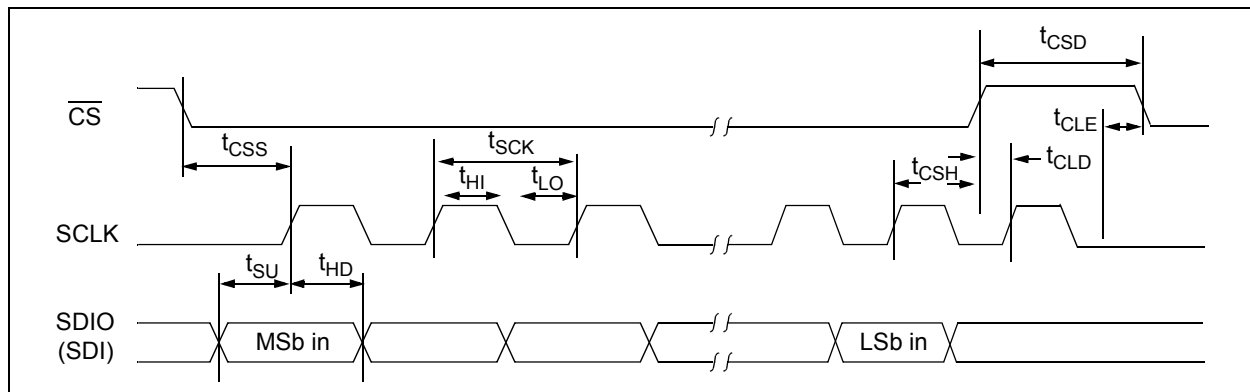 tCSD
CS
tCLE
tCSS
tSCK
tHI
tLO
tCSH
tCLD
SCLK
tSU
tHD
SDIO
(SDI)
MSb in
LSb in